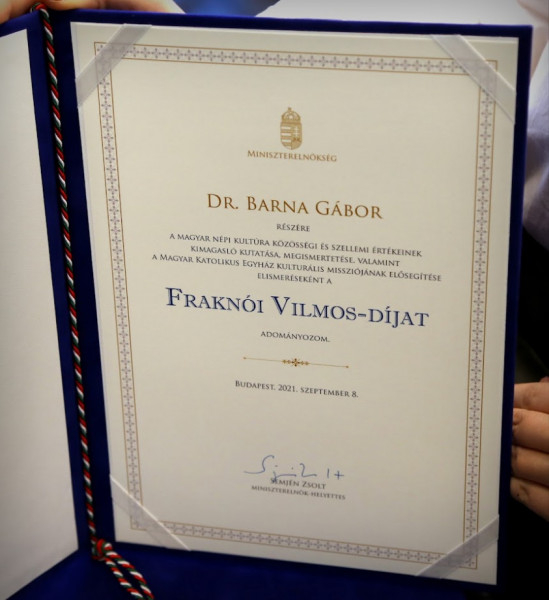 Miniszterelnökség
Dr. Barna Gábor
részére
a magyar népi kultúra közösségi és szellemi értékeinek
kimagasló kutatása, megismertetése, valamint
a Magyar Katolikus Egyház kulturális missziójának elősegítése
elismeréseként a
Fraknói Vilmos-díjat
adományozom.
Budapest, 2021. szeptember 8.
Semjén Zsolt
miniszterelnök-helyettes